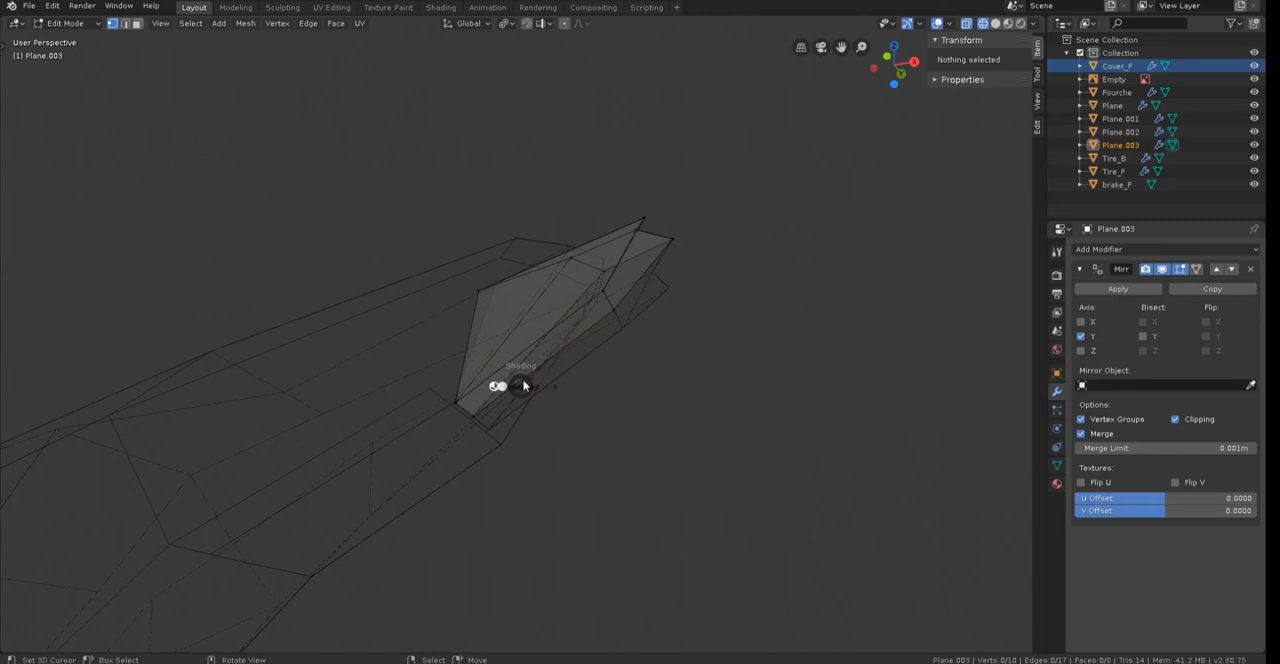 File Edit Render Window Help Layout Modeling Sculpting UV Editing Texture Paint Shading Animation Rendering Compositing Scripting + Scene View Layer
Edit Mode View Select Add Mesh Vertex Edge Face UV Global
User Perspective
(1) Plane.003
Z
X
Y
Transform
Nothing selected
Properties
Item
Tool
View
Edit
Shading
Scene Collection
Collection
Cover_F
Empty
Fourche
Plane
Plane.001
Plane.002
Plane.003
Tire_B
Tire_F
brake_F
Plane.003
Add Modifier
Mirr
Apply Copy
Axis: Bisect: Flip:
X X X
Y Y Y
Z Z Z
Mirror Object:
Options:
Vertex Groups Clipping
Merge
Merge Limit: 0.001m
Textures:
Flip U Flip V
U Offset: 0.0000
V Offset: 0.0000
Set 3D Cursor Box Select Rotate View Select Move Plane.003 | Verts:0/10 | Edges:0/17 | Faces:0/8 | Tris:14 | Mem: 41.2 MB | v2.80.75